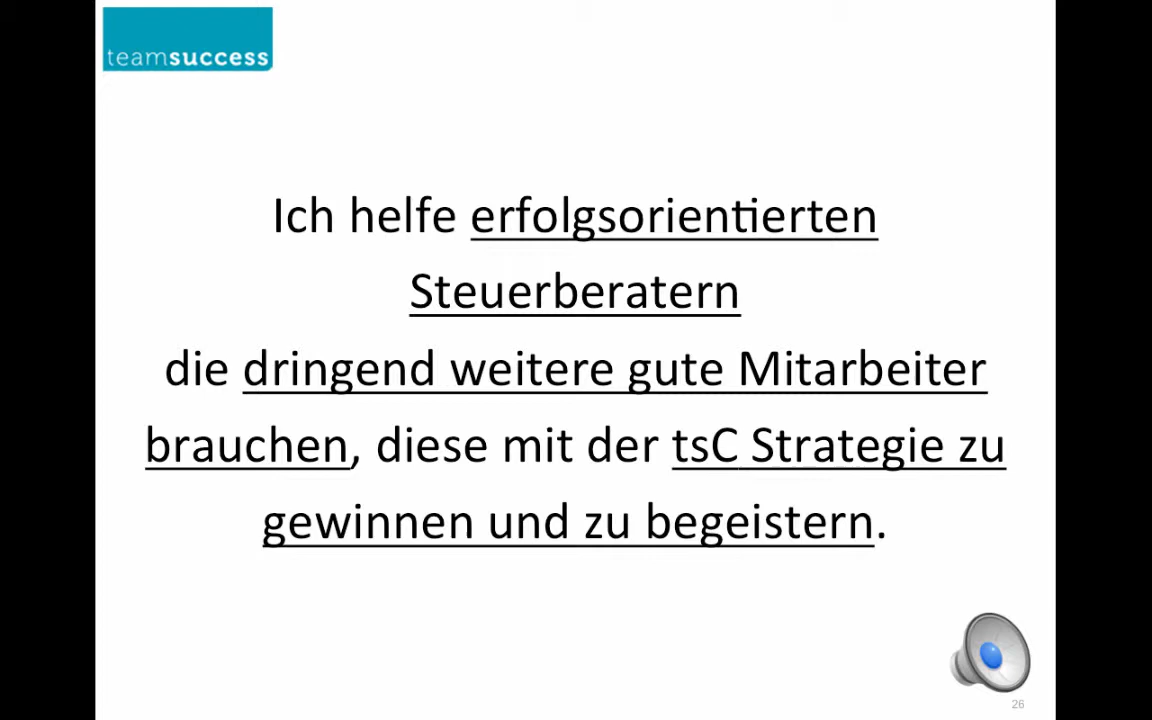 teamsuccess
Ich helfe erfolgsorientierten
Steuerberatern
die dringend weitere gute Mitarbeiter
brauchen, diese mit der tsC Strategie zu
gewinnen und zu begeistern.
26